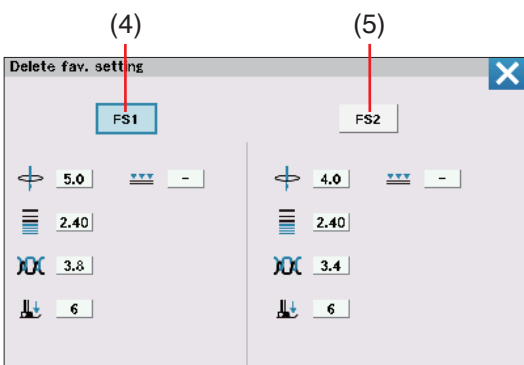 (4) (5)
Delete fav. setting
FS1 FS2
5.0 - 4.0 -
2.40 2.40
3.8 3.4
6 6